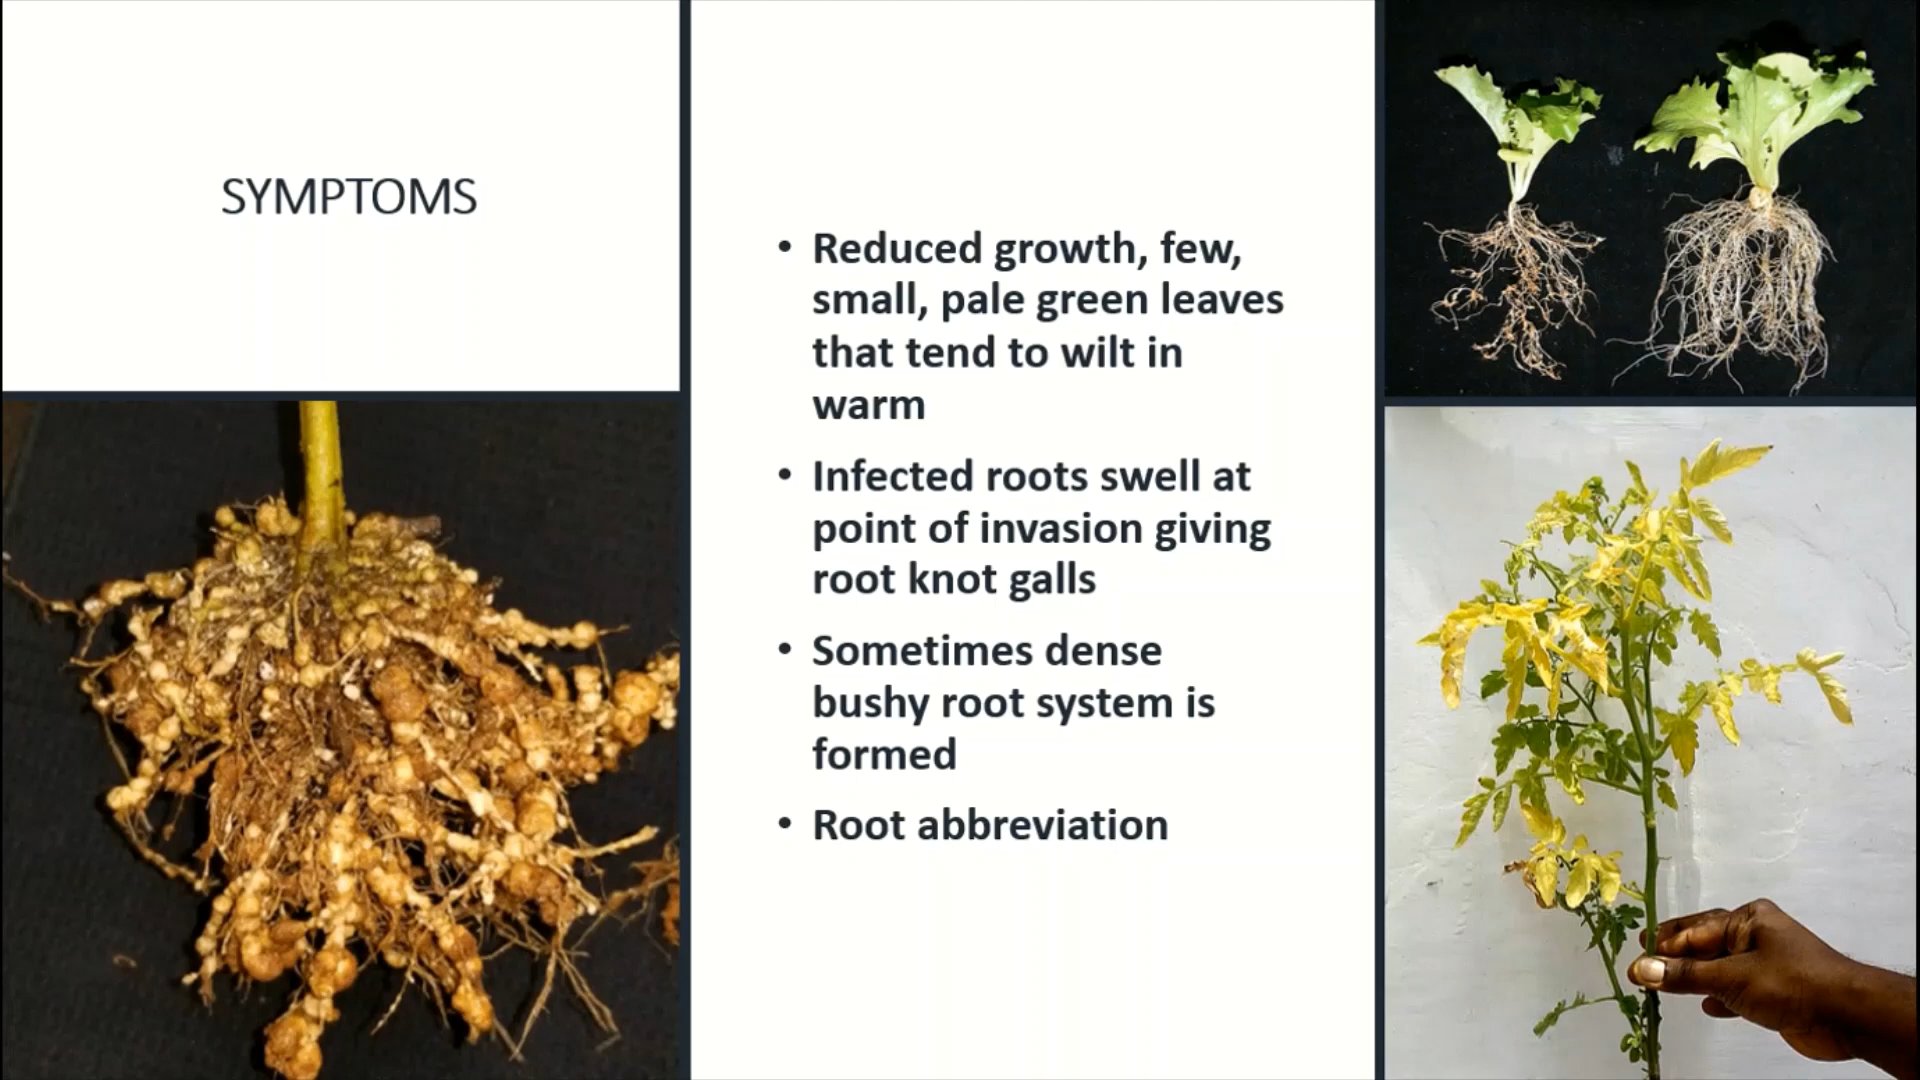 SYMPTOMS
• Reduced growth, few,
small, pale green leaves
that tend to wilt in
warm
• Infected roots swell at
point of invasion giving
root knot galls
• Sometimes dense
bushy root system is
formed
• Root abbreviation